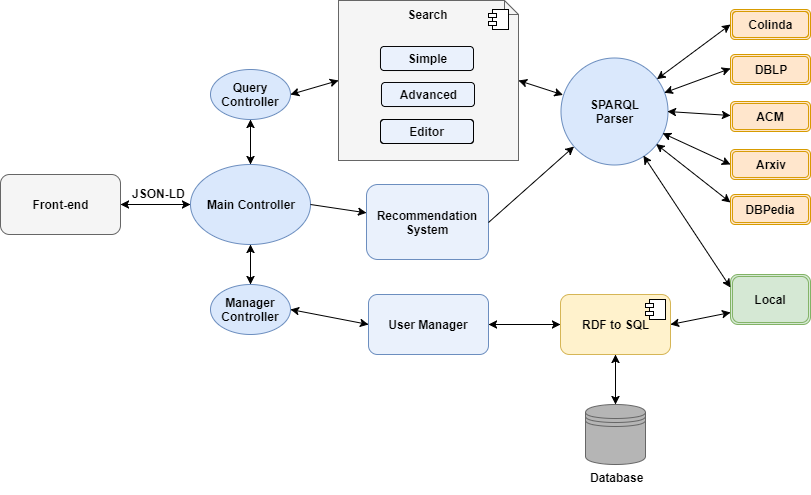 Search
Simple
Advanced
Editor
Query
Controller
SPARQL
Parser
Colinda
DBLP
ACM
Arxiv
DBPedia
Front-end
JSON-LD
Main Controller
Recommendation
System
Manager
Controller
User Manager
RDF to SQL
Local
Database